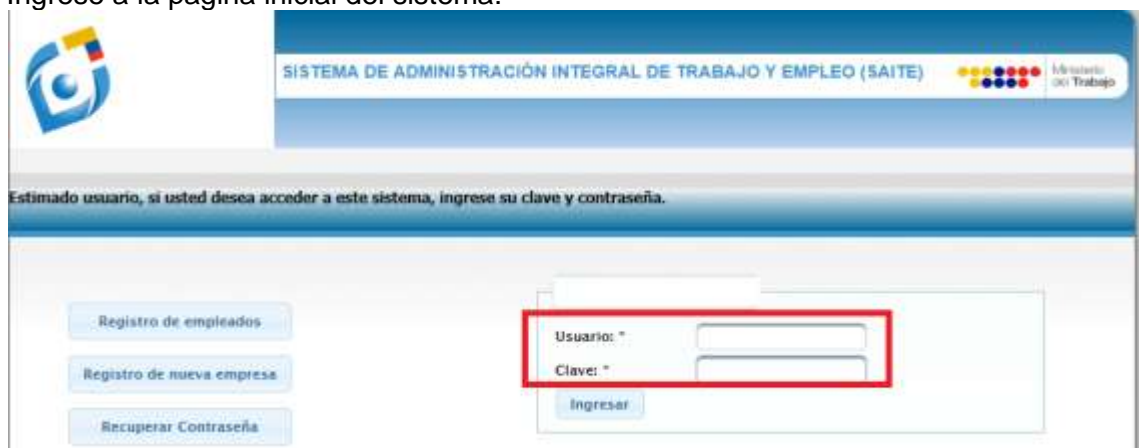 Ingreso a la página inicial del sistema.
SISTEMA DE ADMINISTRACIÓN INTEGRAL DE TRABAJO Y EMPLEO (SAITE)
Ministerio
del Trabajo
Estimado usuario, si usted desea acceder a este sistema, ingrese su clave y contraseña.
Registro de empleados
Registro de nueva empresa
Recuperar Contraseña
Usuario: *
Clave: *
Ingresar